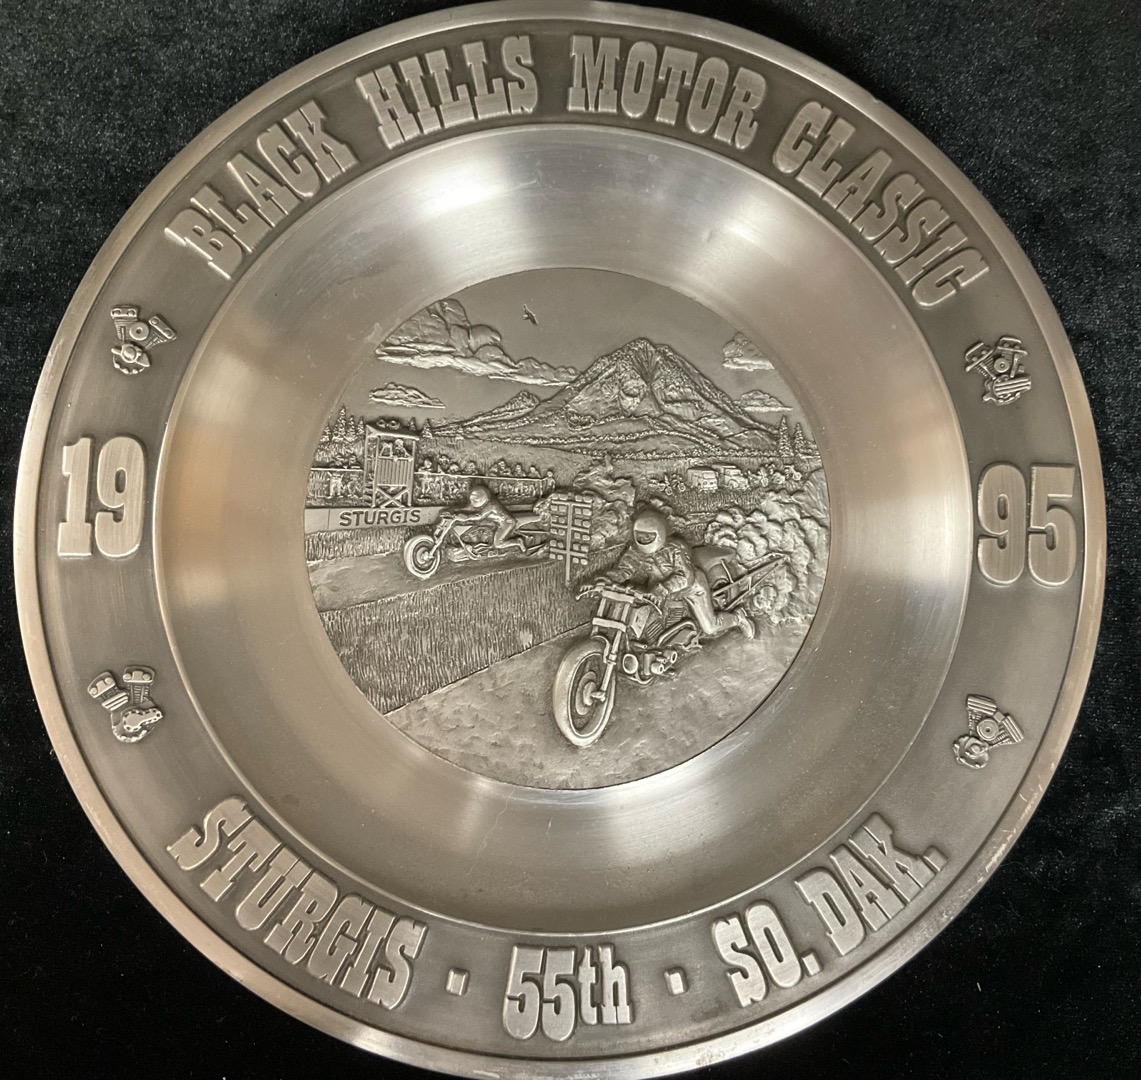 BLACK HILLS MOTOR CLASSIC
19 95
STURGIS
STURGIS · 55th · SO. DAK.